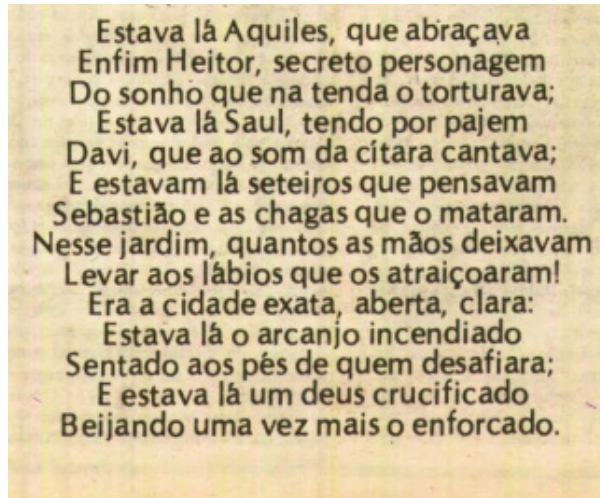 Estava lá Aquiles, que abraçava
Enfim Heitor, secreto personagem
Do sonho que na tenda o torturava;
Estava lá Saul, tendo por pajem
Davi, que ao som da cítara cantava;
E estavam lá seteiros que pensavam
Sebastião e as chagas que o mataram.
Nesse jardim, quantos as mãos deixavam
Levar aos lábios que os atraiçoaram!
Era a cidade exata, aberta, clara:
Estava lá o arcanjo incendiado
Sentado aos pés de quem desafiara;
E estava lá um deus crucificado
Beijando uma vez mais o enforcado.